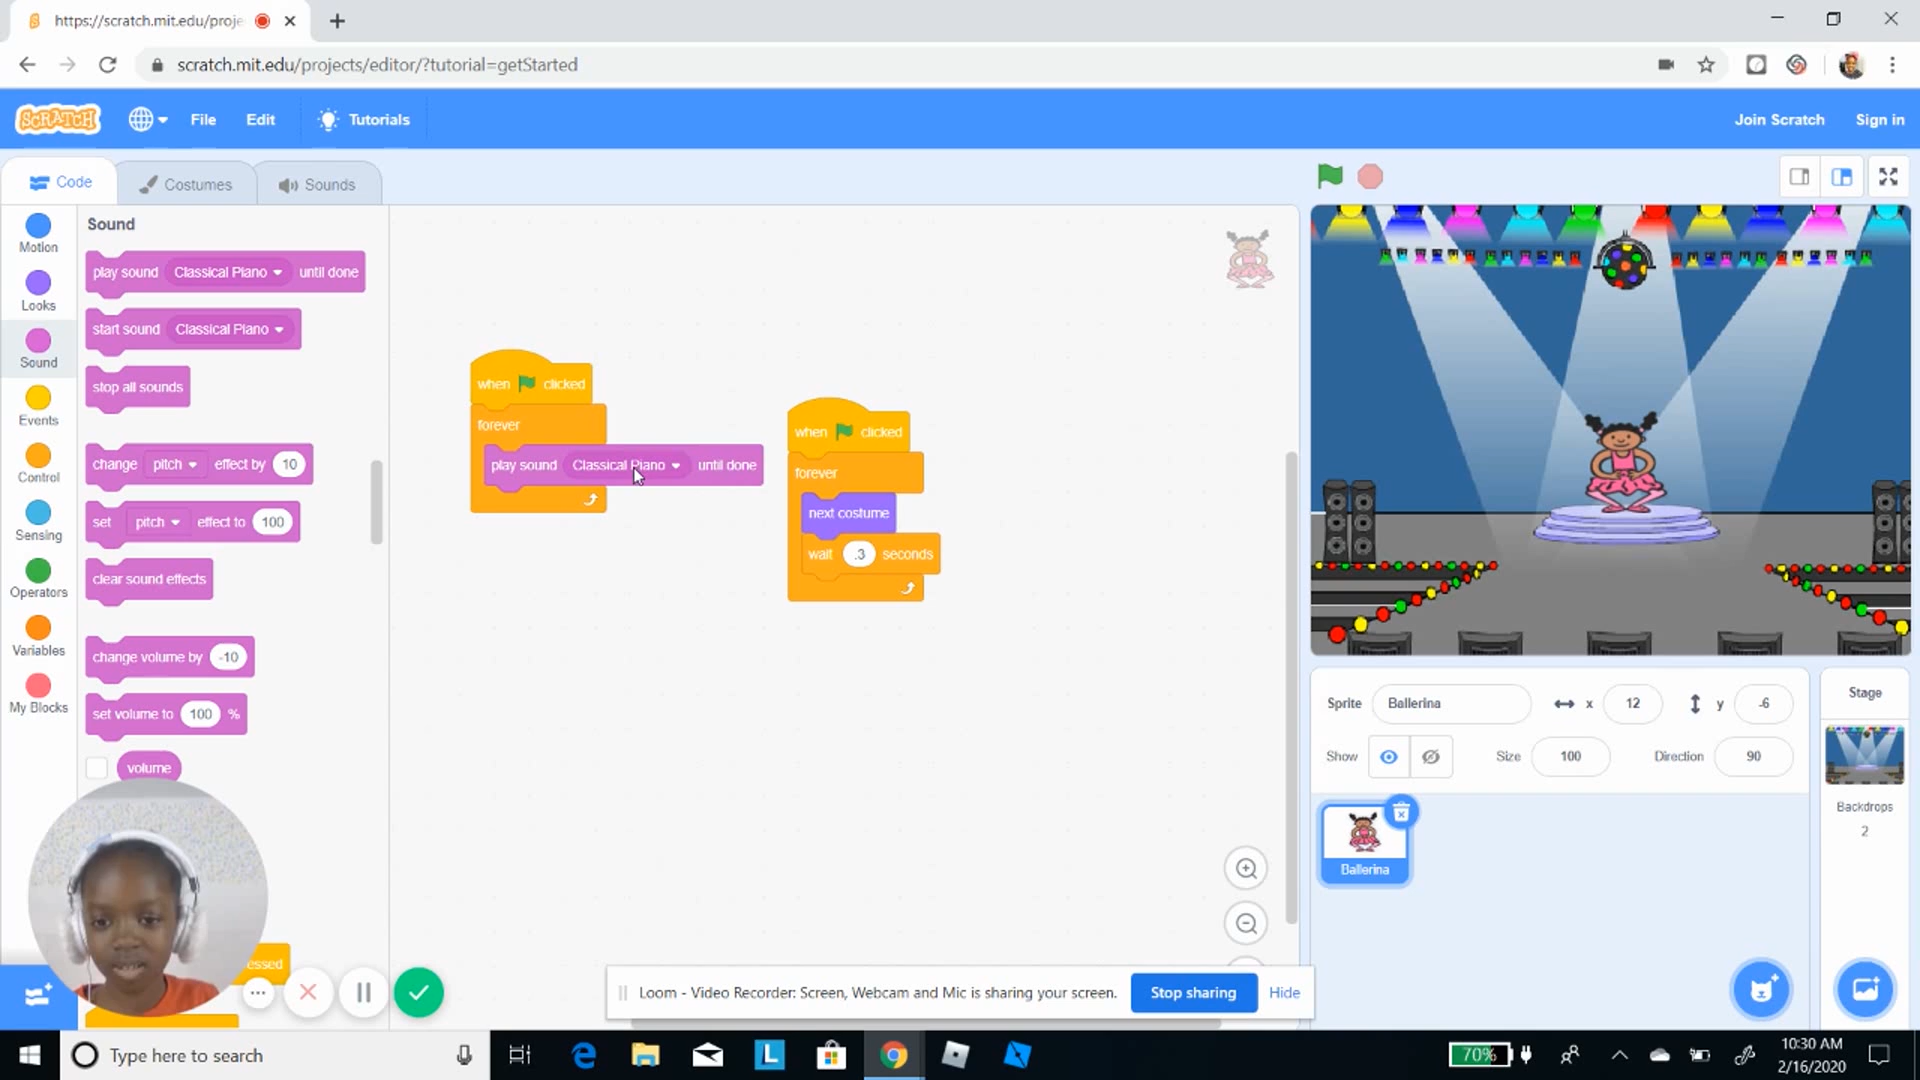 https://scratch.mit.edu/proje
scratch.mit.edu/projects/editor/?tutorial=getStarted
SCRATCH
File
Edit
Tutorials
Join Scratch
Sign in
Code
Costumes
Sounds
Motion
Looks
Sound
Events
Control
Sensing
Operators
Variables
My Blocks
Sound
play sound Classical Piano until done
start sound Classical Piano
stop all sounds
change pitch effect by 10
set pitch effect to 100
clear sound effects
change volume by -10
set volume to 100 %
volume
essed
when clicked
forever
play sound Classical Piano until done
when clicked
forever
next costume
wait .3 seconds
Sprite
Ballerina
x 12
y -6
Show
Size 100
Direction 90
Ballerina
Stage
Backdrops
2
Loom - Video Recorder: Screen, Webcam and Mic is sharing your screen.
Stop sharing
Hide
Type here to search
L
70%
10:30 AM
2/16/2020